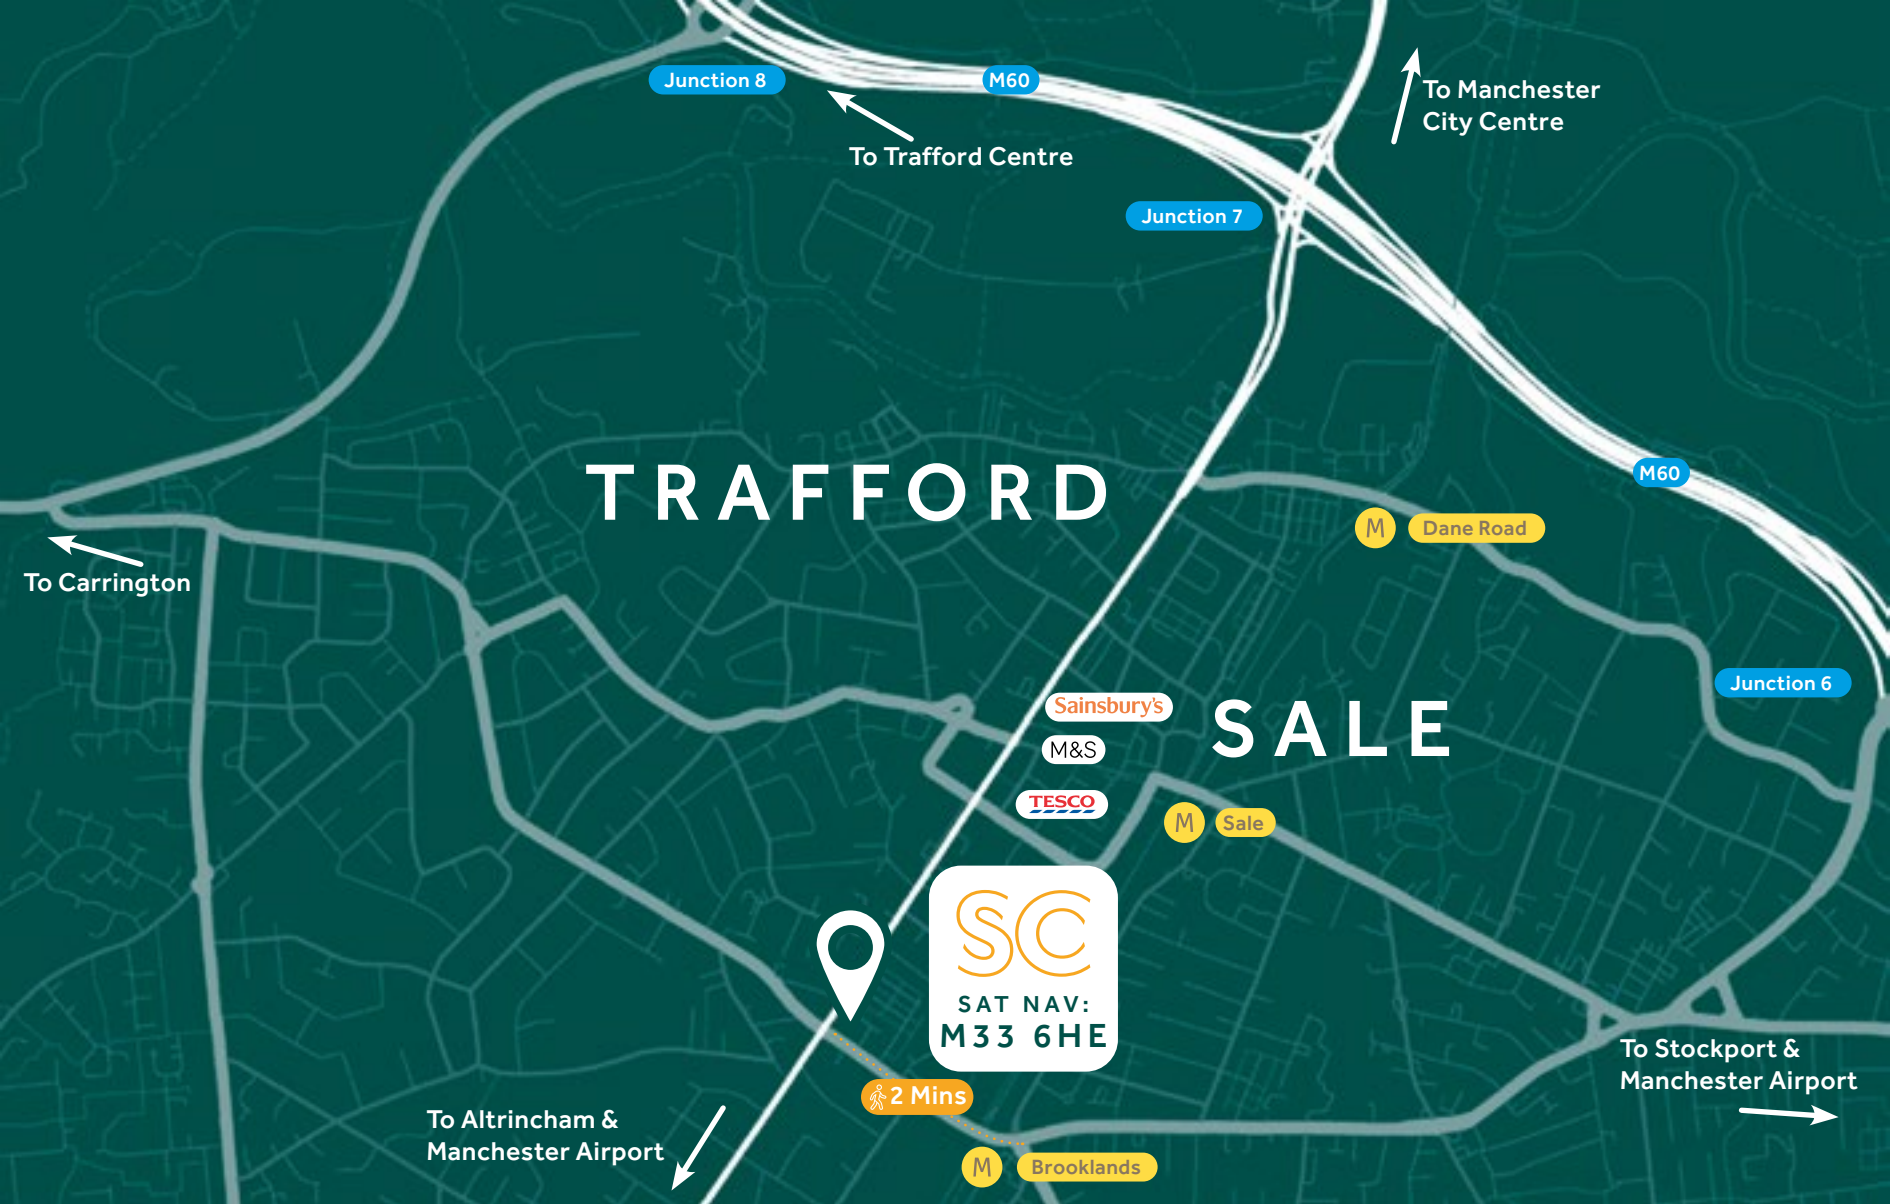 Junction 8
M60
To Manchester
City Centre
To Trafford Centre
Junction 7
TRAFFORD
M60
M Dane Road
To Carrington
Junction 6
Sainsbury's
SALE
M&S
TESCO
M Sale
SC
SAT NAV:
M33 6HE
To Stockport &
Manchester Airport
2 Mins
To Altrincham &
Manchester Airport
M Brooklands